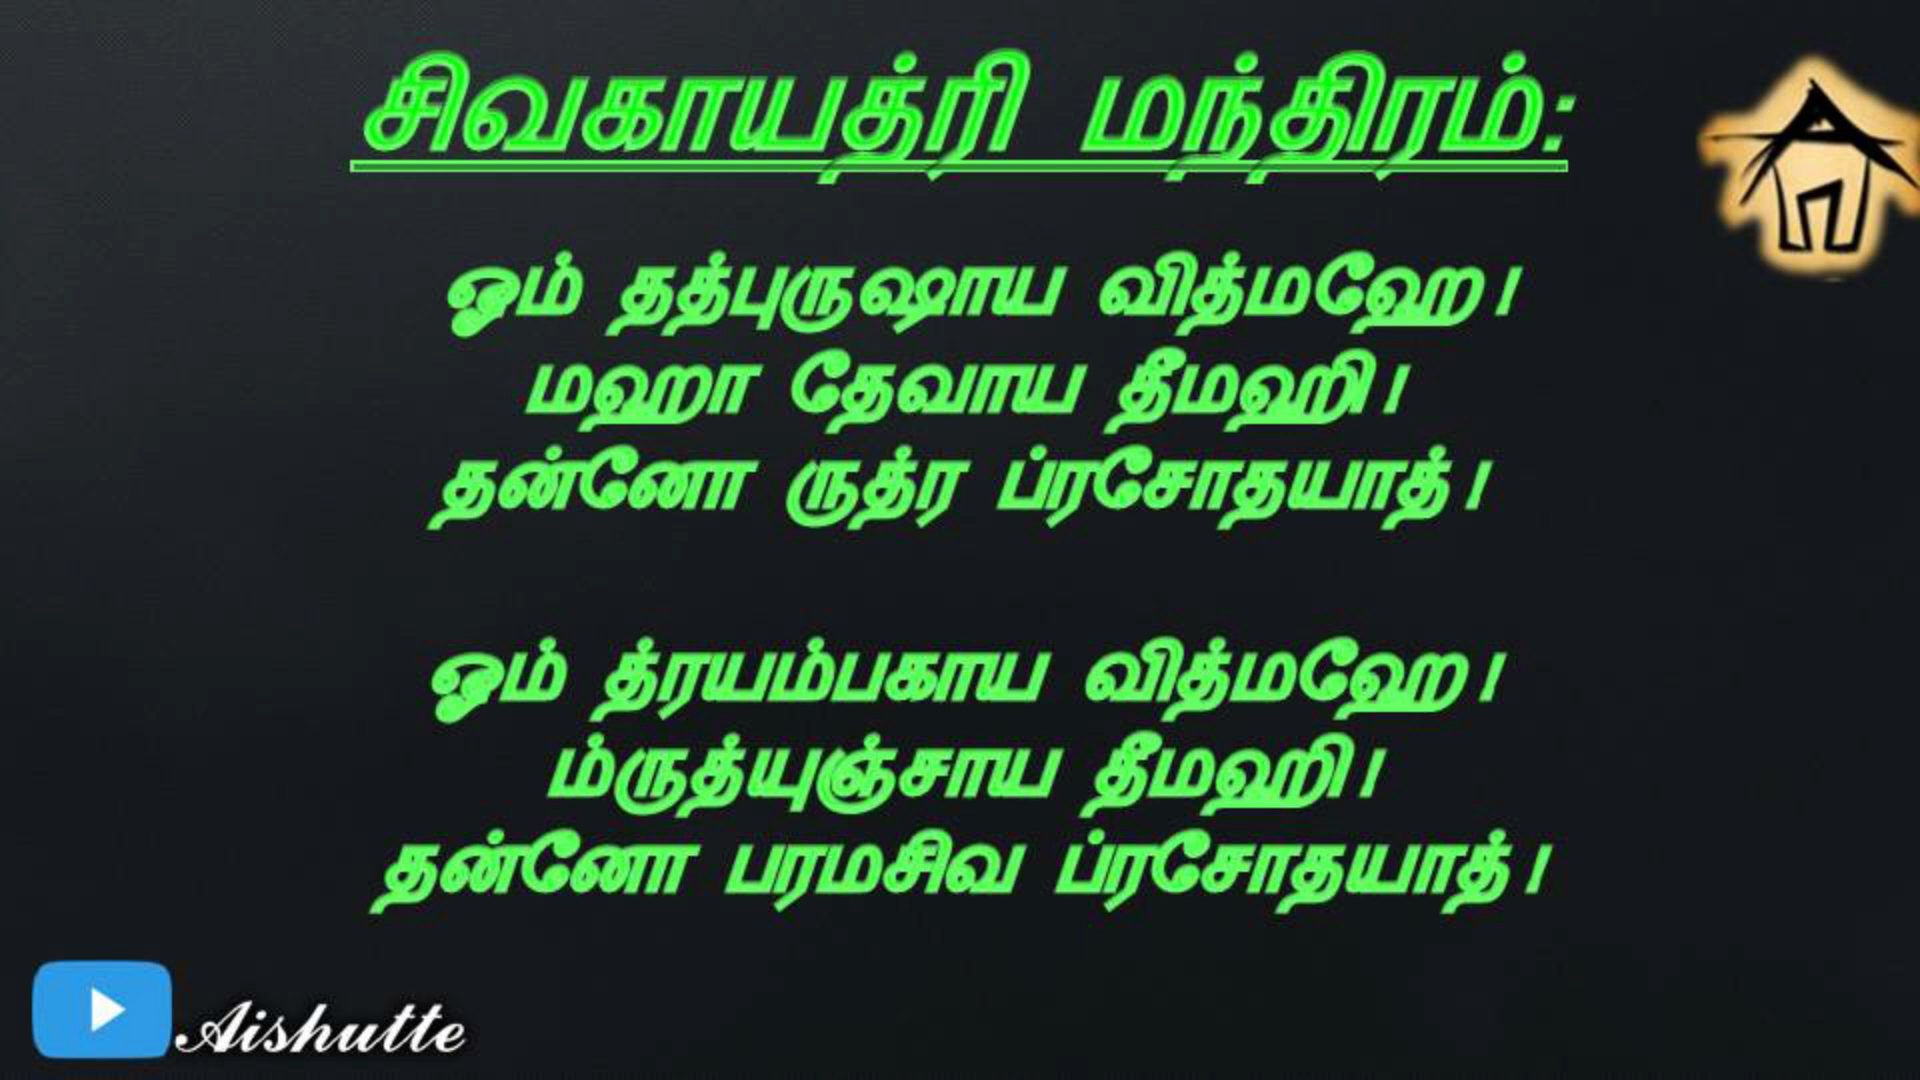 சிவகாயத்ரி மந்திரம்:
ஓம் தத்புருஷாய வித்மஹே।
மஹா தேவாய தீமஹி।
தன்னோ ருத்ர ப்ரசோதயாத்।
ஓம் த்ரயம்பகாய வித்மஹே।
ம்ருத்யுஞ்சாய தீமஹி।
தன்னோ பரமசிவ ப்ரசோதயாத்।
Aishutte